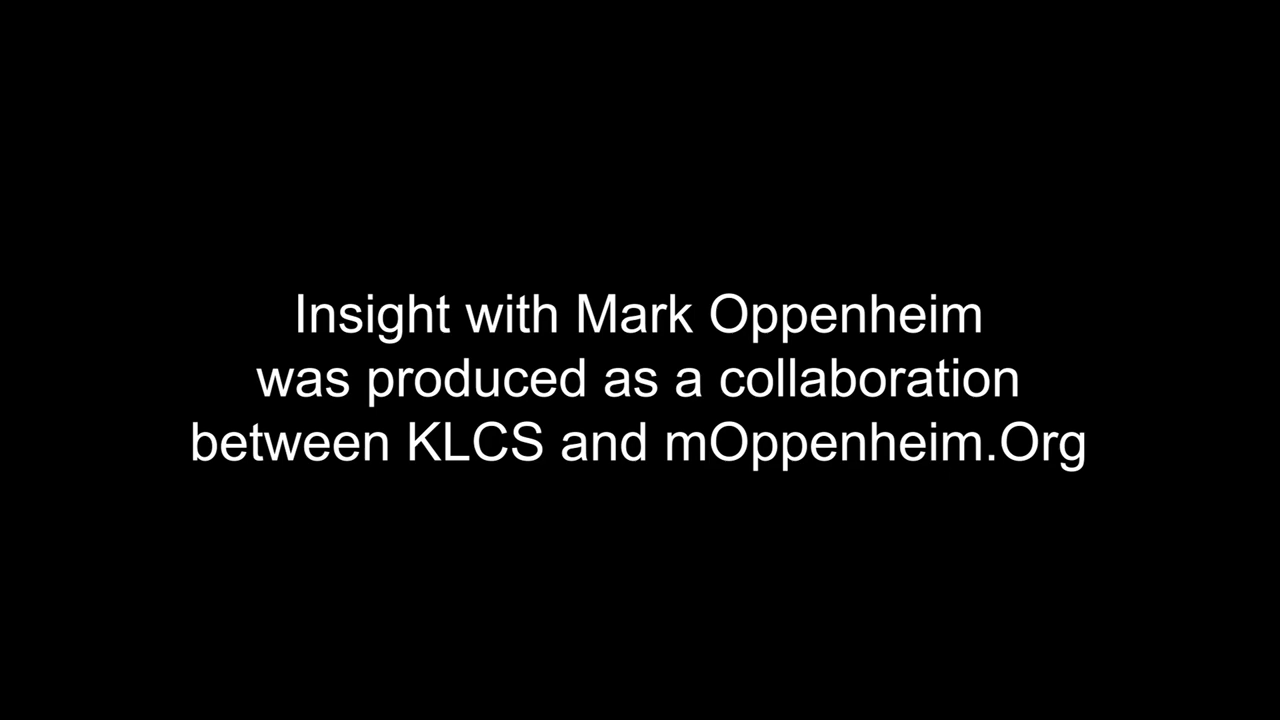 Insight with Mark Oppenheim
was produced as a collaboration
between KLCS and mOppenheim.Org